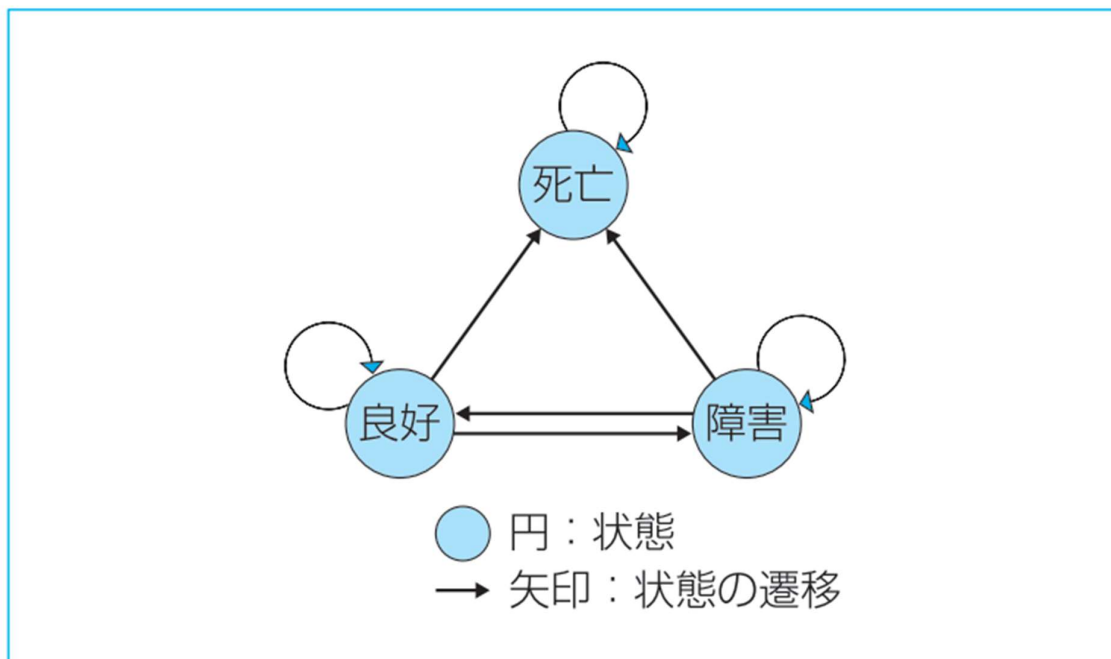 死亡
良好
障害
円：状態
矢印：状態の遷移